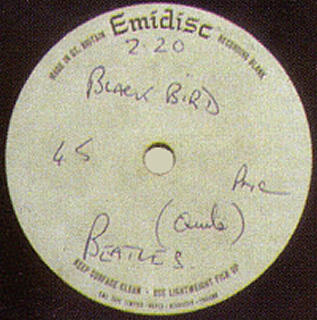 Emidisc
MADE IN GT. BRITAIN
RECORDING BLANK
2.20
BLACK BIRD
45
BEATLES
KEEP SURFACE CLEAN - USE LIGHTWEIGHT PICK UP